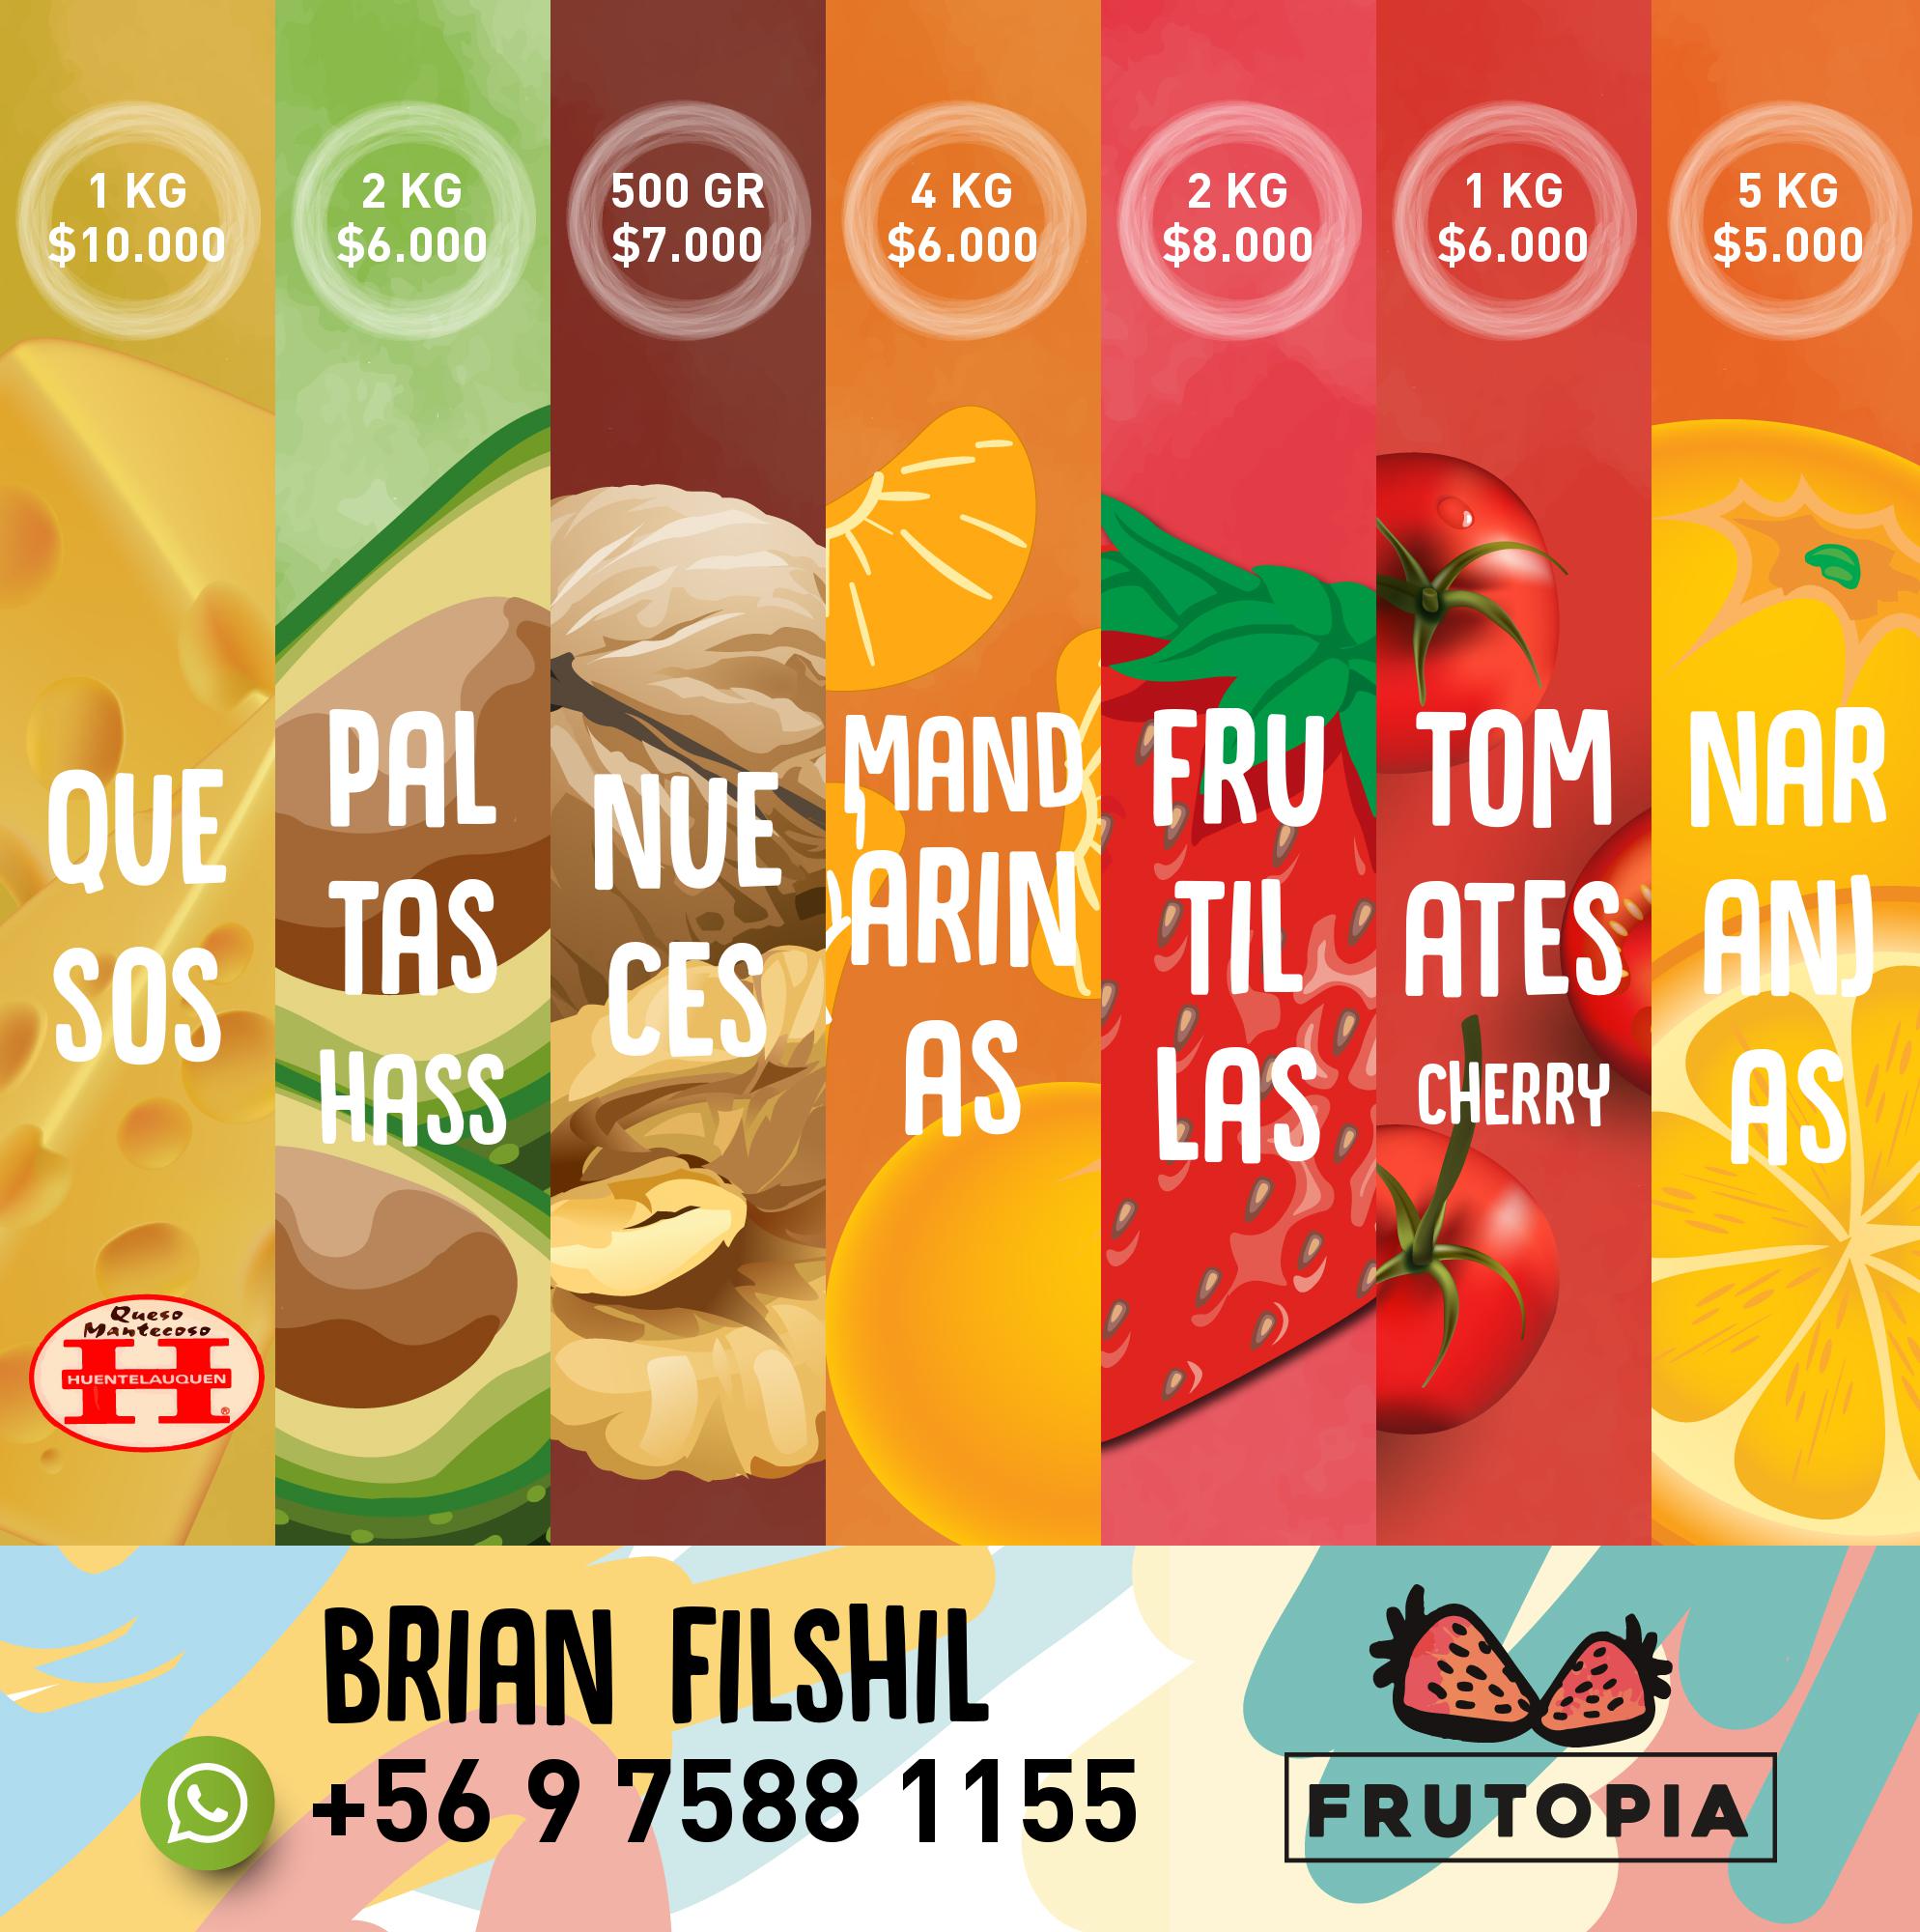 1 KG
$10.000
QUE
SOS
Queso
Mantecoso
HUENTELAUQUEN
®
2 KG
$6.000
PAL
TAS
HASS
500 GR
$7.000
NUE
CES
4 KG
$6.000
MAND
ARIN
AS
2 KG
$8.000
FRU
TIL
LAS
1 KG
$6.000
TOM
ATES
CHERRY
5 KG
$5.000
NAR
ANJ
AS
BRIAN FILSHIL
+56 9 7588 1155
FRUTOPIA